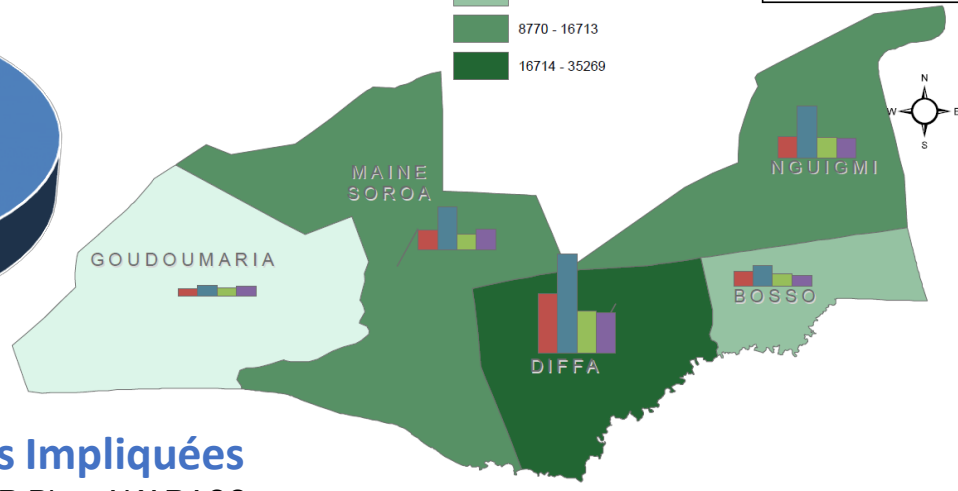 8770 - 16713
16714 - 35269
N
W
E
S
NGUIGMI
MAINE
SOROA
GOUDOUMARIA
BOSSO
DIFFA
s Impliquées